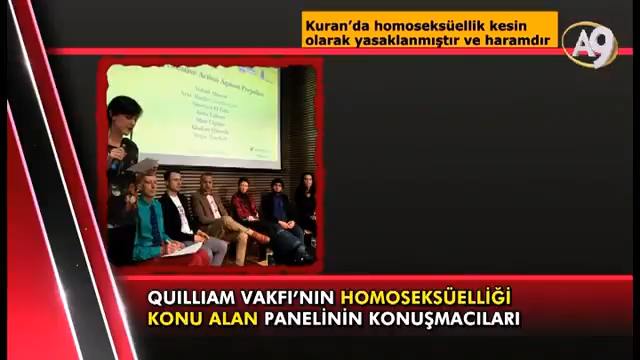 Kuran'da homoseksüellik kesin
olarak yasaklanmıştır ve haramdır
A9
QUILLIAM VAKFI'NIN HOMOSEKSÜELLİĞİ
KONU ALAN PANELİNİN KONUŞMACILARI